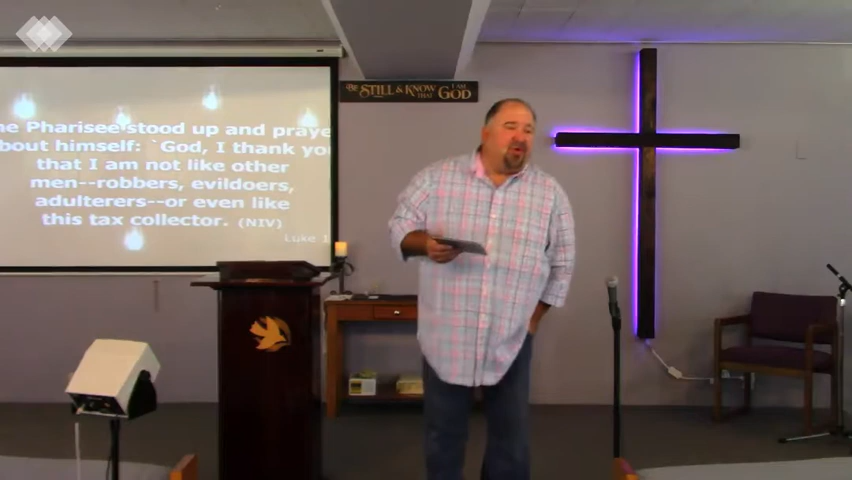 BE STILL & KNOW THAT I AM GOD
he Pharisee stood up and praye
bout himself: `God, I thank yo
that I am not like other
men--robbers, evildoers,
adulterers--or even like
this tax collector. (NIV)
Luke 1